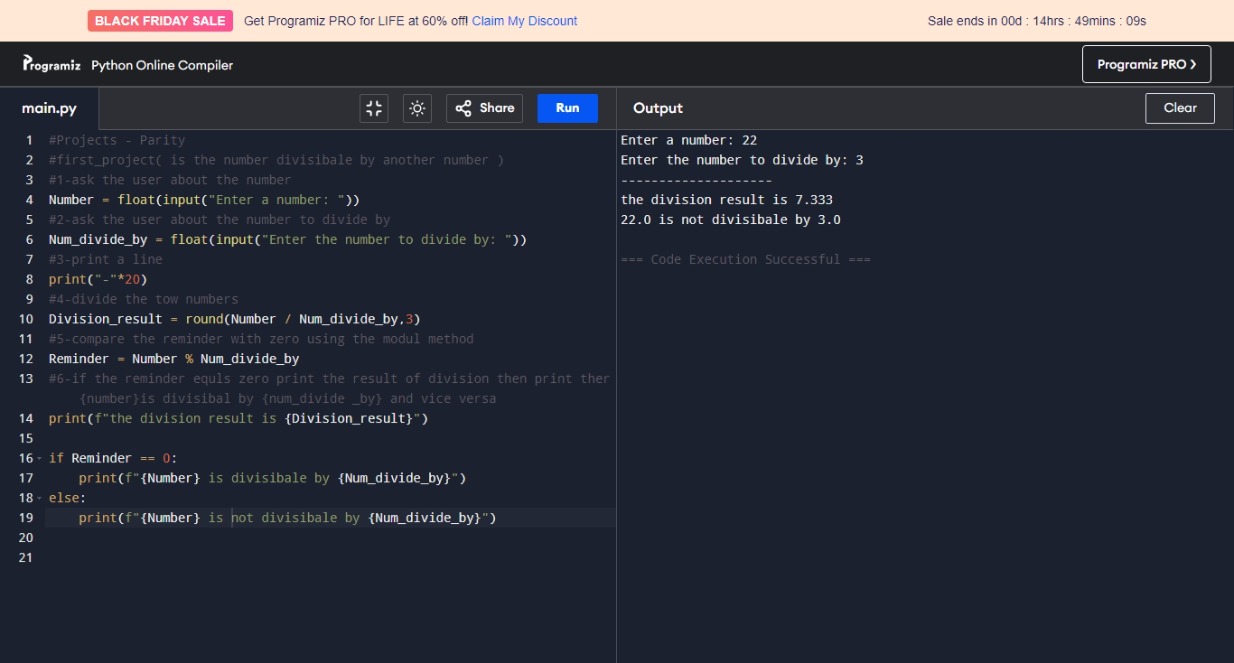 BLACK FRIDAY SALE Get Programiz PRO for LIFE at 60% off! Claim My Discount Sale ends in 00d : 14hrs : 49mins : 09s
Programiz Python Online Compiler Programiz PRO >
main.py Share Run
1 #Projects - Parity
2 #first_project( is the number divisibale by another number )
3 #1-ask the user about the number
4 Number = float(input("Enter a number: "))
5 #2-ask the user about the number to divide by
6 Num_divide_by = float(input("Enter the number to divide by: "))
7 #3-print a line
8 print("-"*20)
9 #4-divide the tow numbers
10 Division_result = round(Number / Num_divide_by,3)
11 #5-compare the reminder with zero using the modul method
12 Reminder = Number % Num_divide_by
13 #6-if the reminder equls zero print the result of division then print ther
{number}is divisibal by {num_divide _by} and vice versa
14 print(f"the division result is {Division_result}")
15
16 if Reminder == 0:
17 print(f"{Number} is divisibale by {Num_divide_by}")
18 else:
19 print(f"{Number} is not divisibale by {Num_divide_by}")
20
21
Output Clear
Enter a number: 22
Enter the number to divide by: 3
--------------------
the division result is 7.333
22.0 is not divisibale by 3.0
=== Code Execution Successful ===